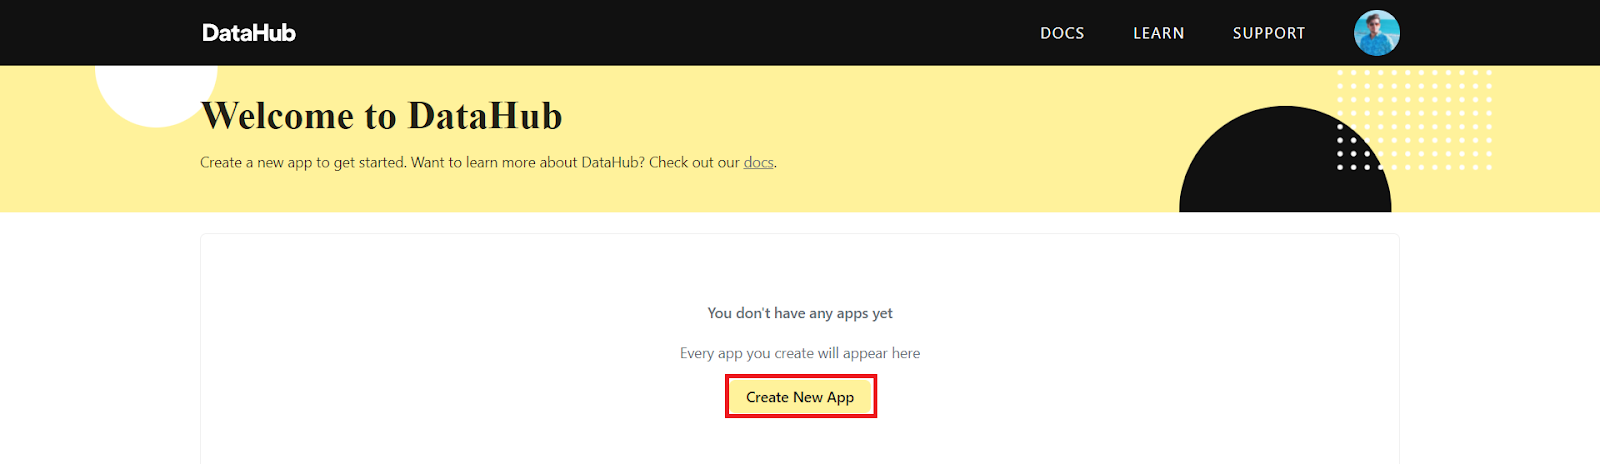 DataHub
DOCS LEARN SUPPORT
Welcome to DataHub
Create a new app to get started. Want to learn more about DataHub? Check out our docs.
You don't have any apps yet
Every app you create will appear here
Create New App